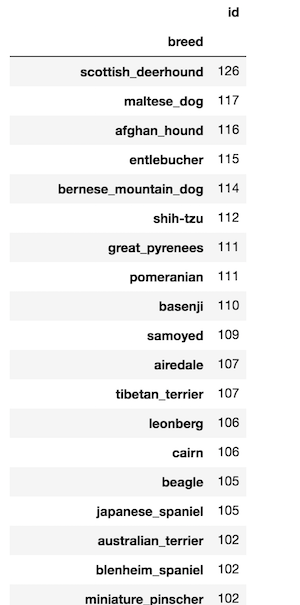 id
breed
scottish_deerhound 126
maltese_dog 117
afghan_hound 116
entlebucher 115
bernese_mountain_dog 114
shih-tzu 112
great_pyrenees 111
pomeranian 111
basenji 110
samoyed 109
airedale 107
tibetan_terrier 107
leonberg 106
cairn 106
beagle 105
japanese_spaniel 105
australian_terrier 102
blenheim_spaniel 102
miniature_pinscher 102